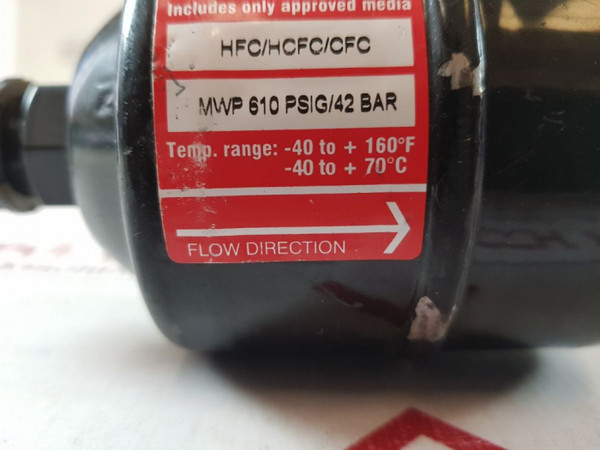 Includes only approved media
HFC/HCFC/CFC
MWP 610 PSIG/42 BAR
Temp. range: -40 to + 160°F
-40 to + 70°C
FLOW DIRECTION